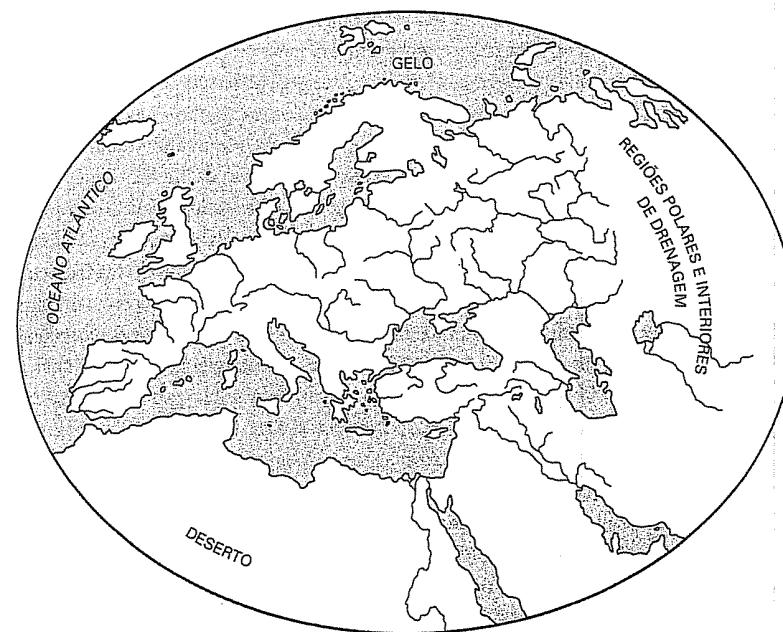 GELO
OCEANO ATLÂNTICO
REGIÕES POLARES E INTERIORES
DE DRENAGEM
DESERTO